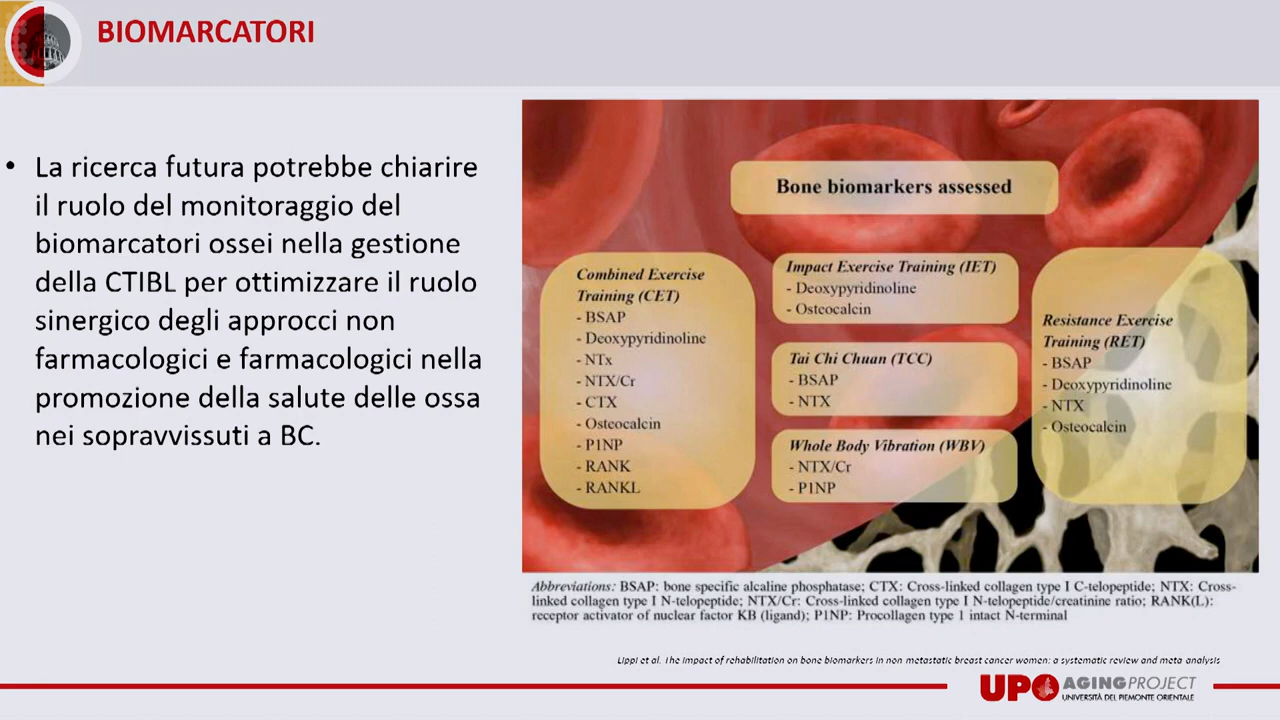 BIOMARCATORI
• La ricerca futura potrebbe chiarire
il ruolo del monitoraggio del
biomarcatori ossei nella gestione
della CTIBL per ottimizzare il ruolo
sinergico degli approcci non
farmacologici e farmacologici nella
promozione della salute delle ossa
nei sopravvissuti a BC.
Bone biomarkers assessed
Combined Exercise
Training (CET)
- BSAP
- Deoxypyridinoline
- NTx
- NTX/Cr
- CTX
- Osteocalcin
- P1NP
- RANK
- RANKL
Impact Exercise Training (IET)
- Deoxypyridinoline
- Osteocalcin
Tai Chi Chuan (TCC)
- BSAP
- NTX
Whole Body Vibration (WBV)
- NTX/Cr
- P1NP
Resistance Exercise
Training (RET)
- BSAP
- Deoxypyridinoline
- NTX
- Osteocalcin
Abbreviations: BSAP: bone specific alcaline phosphatase; CTX: Cross-linked collagen type I C-telopeptide; NTX: Cross-
linked collagen type I N-telopeptide; NTX/Cr: Cross-linked collagen type I N-telopeptide/creatinine ratio; RANK(L):
receptor activator of nuclear factor KB (ligand); P1NP: Procollagen type 1 intact N-terminal
Lippi et al. The impact of rehabilitation on bone biomarkers in non metastatic breast cancer women: a systematic review and meta-analysis
UPO AGINGPROJECT
UNIVERSITÀ DEL PIEMONTE ORIENTALE